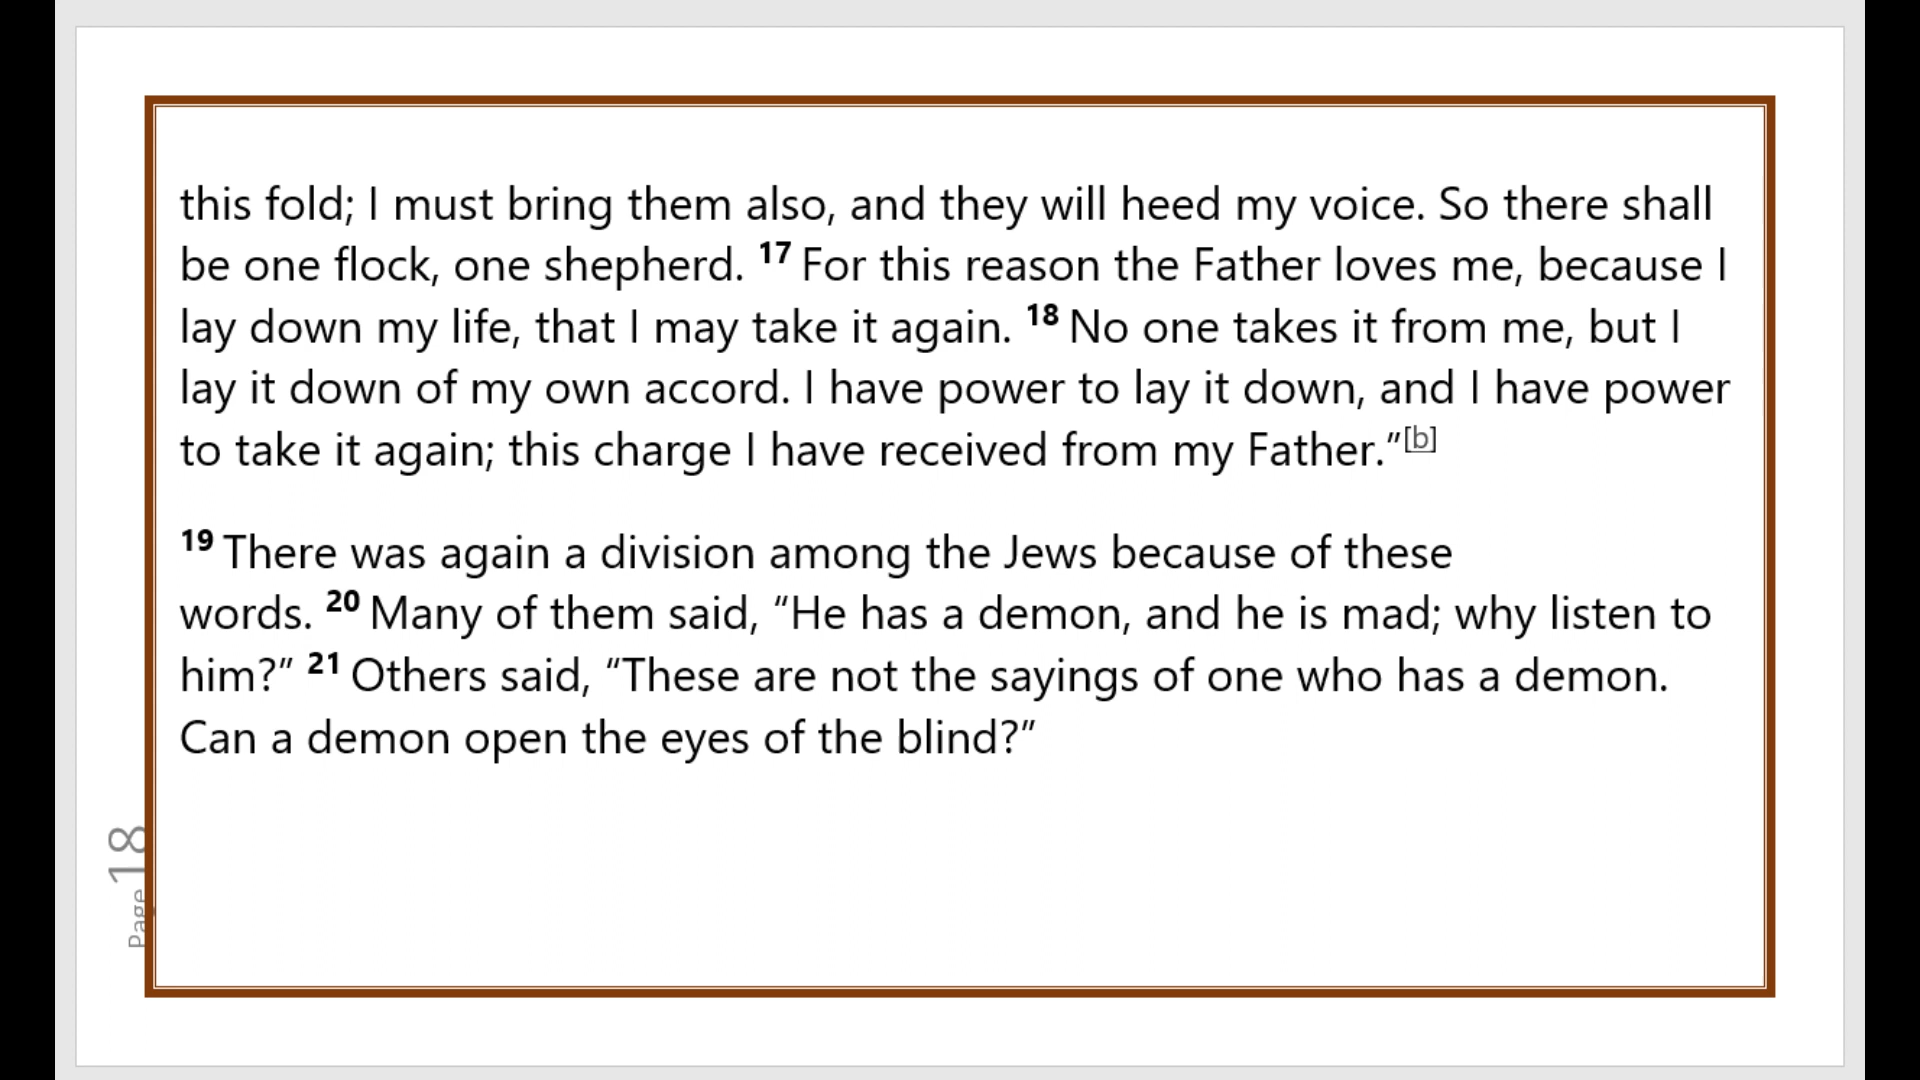 this fold; I must bring them also, and they will heed my voice. So there shall
be one flock, one shepherd. 17 For this reason the Father loves me, because I
lay down my life, that I may take it again. 18 No one takes it from me, but I
lay it down of my own accord. I have power to lay it down, and I have power
to take it again; this charge I have received from my Father.”[b]
19 There was again a division among the Jews because of these
words. 20 Many of them said, “He has a demon, and he is mad; why listen to
him?” 21 Others said, “These are not the sayings of one who has a demon.
Can a demon open the eyes of the blind?”
Page 18